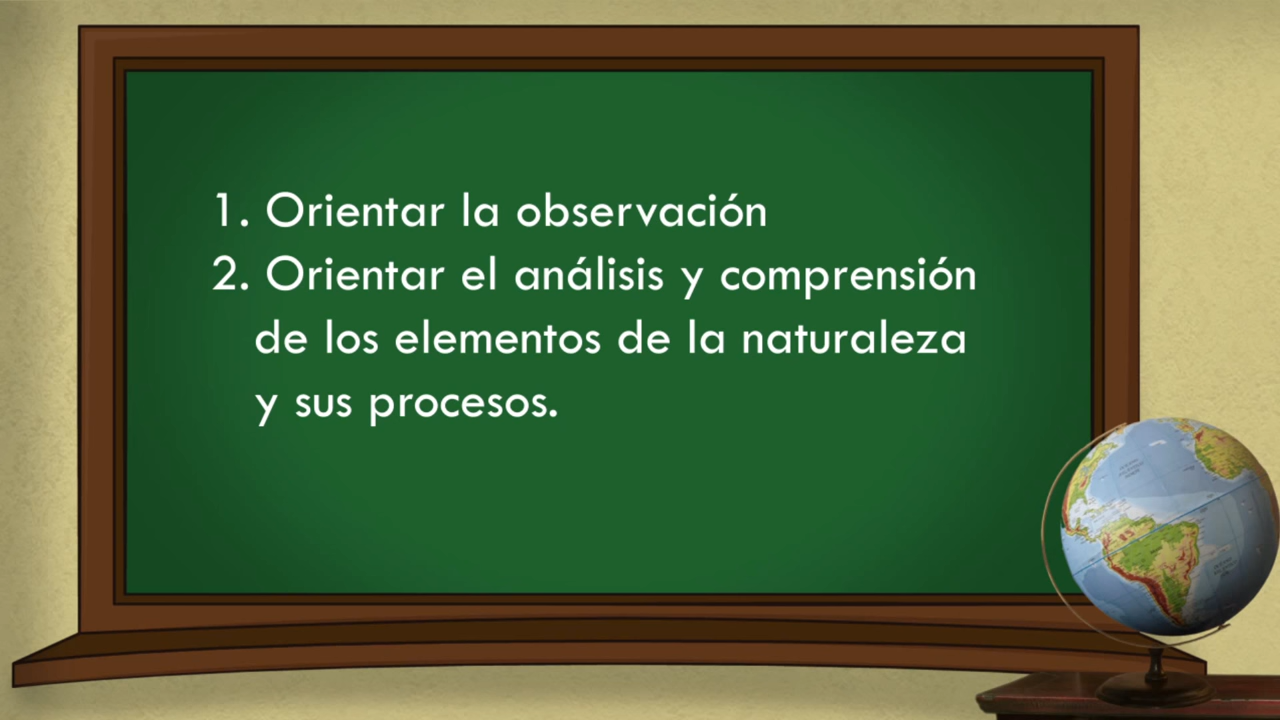 1. Orientar la observación
2. Orientar el análisis y comprensión
de los elementos de la naturaleza
y sus procesos.